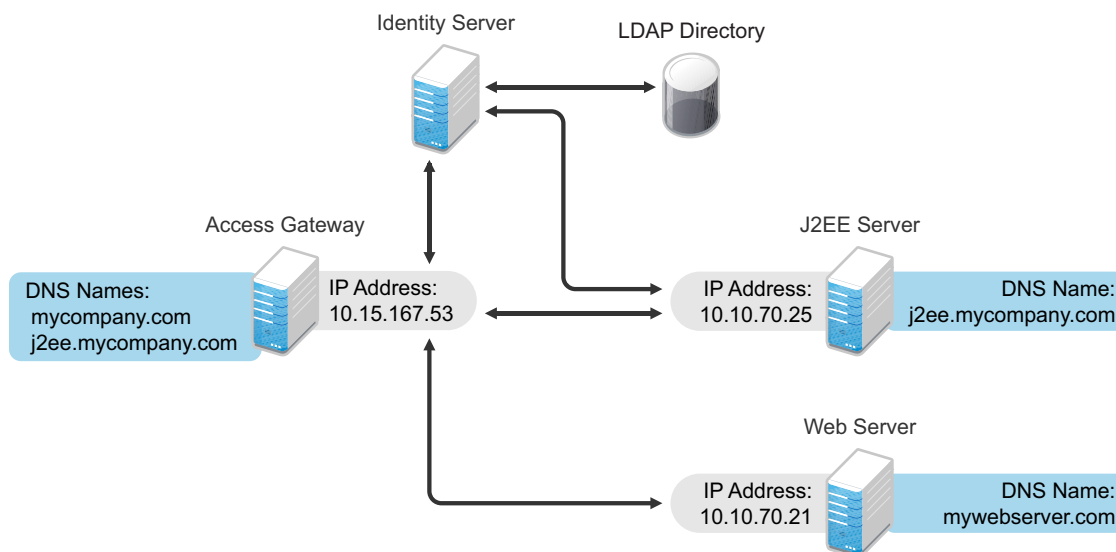 Identity Server
LDAP Directory
Access Gateway
J2EE Server
DNS Names:
mycompany.com
j2ee.mycompany.com
IP Address:
10.15.167.53
IP Address:
10.10.70.25
DNS Name:
j2ee.mycompany.com
Web Server
IP Address:
10.10.70.21
DNS Name:
mywebserver.com